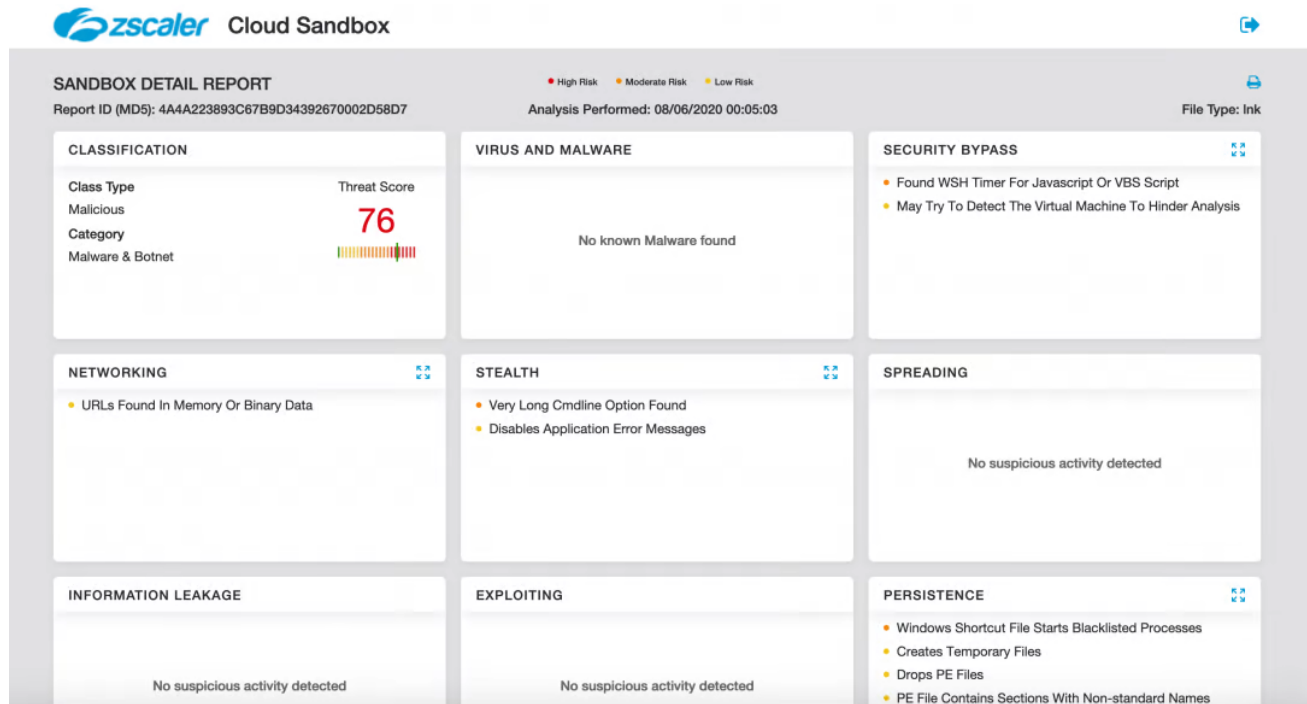 zscaler Cloud Sandbox
SANDBOX DETAIL REPORT
High Risk Moderate Risk Low Risk
Report ID (MD5): 4A4A223893C67B9D34392670002D58D7
Analysis Performed: 08/06/2020 00:05:03
File Type: lnk
CLASSIFICATION
Class Type
Threat Score
Malicious
76
Category
Malware & Botnet
VIRUS AND MALWARE
No known Malware found
SECURITY BYPASS
Found WSH Timer For Javascript Or VBS Script
May Try To Detect The Virtual Machine To Hinder Analysis
NETWORKING
URLs Found In Memory Or Binary Data
STEALTH
Very Long Cmdline Option Found
Disables Application Error Messages
SPREADING
No suspicious activity detected
INFORMATION LEAKAGE
No suspicious activity detected
EXPLOITING
No suspicious activity detected
PERSISTENCE
Windows Shortcut File Starts Blacklisted Processes
Creates Temporary Files
Drops PE Files
PE File Contains Sections With Non-standard Names